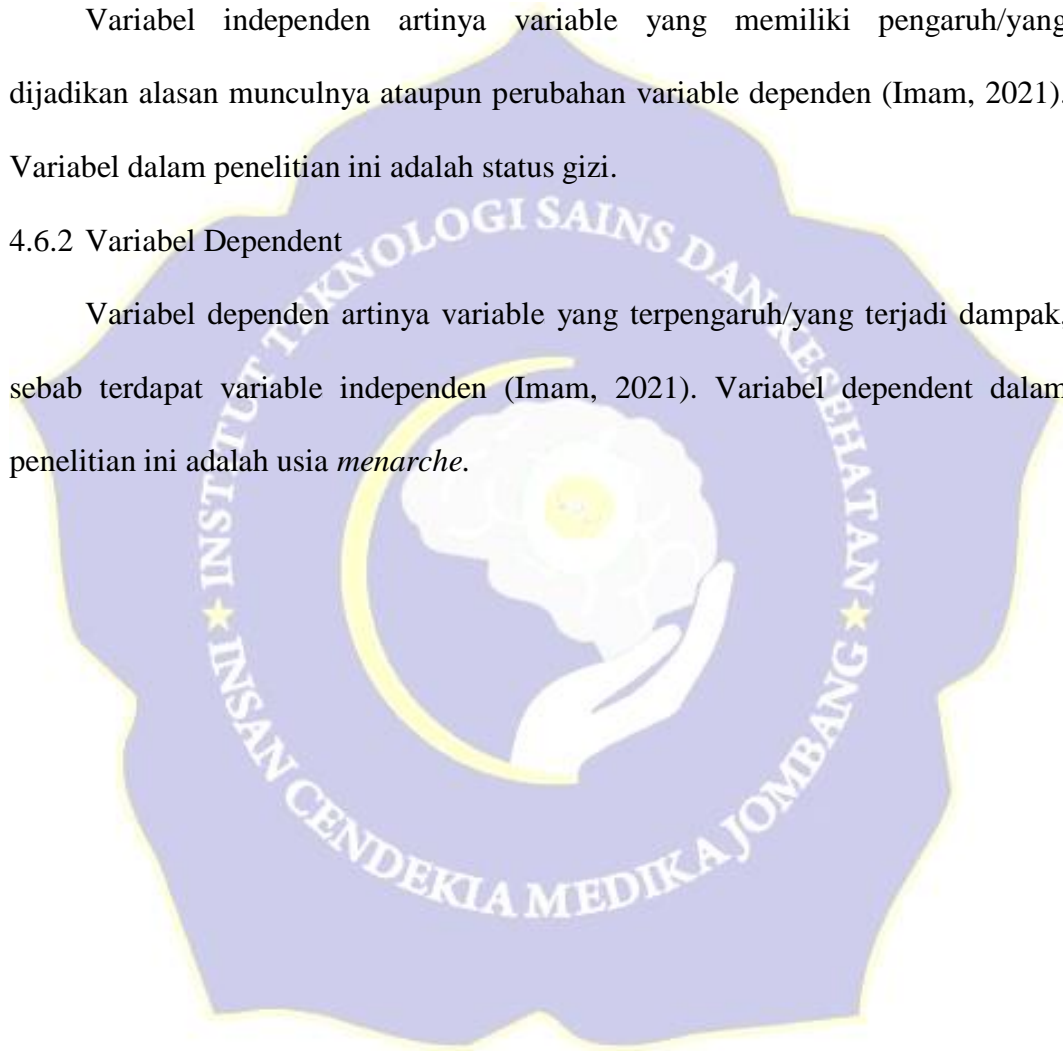 Variabel independen artinya variable yang memiliki pengaruh/yang
dijadikan alasan munculnya ataupun perubahan variable dependen (Imam, 2021).
Variabel dalam penelitian ini adalah status gizi.
4.6.2 Variabel Dependent
Variabel dependen artinya variable yang terpengaruh/yang terjadi dampak,
sebab terdapat variable independen (Imam, 2021). Variabel dependent dalam
penelitian ini adalah usia menarche.
INSTITUT TEKNOLOGI SAINS DAN KESEHATAN
INSAN CENDEKIA MEDIKA JOMBANG